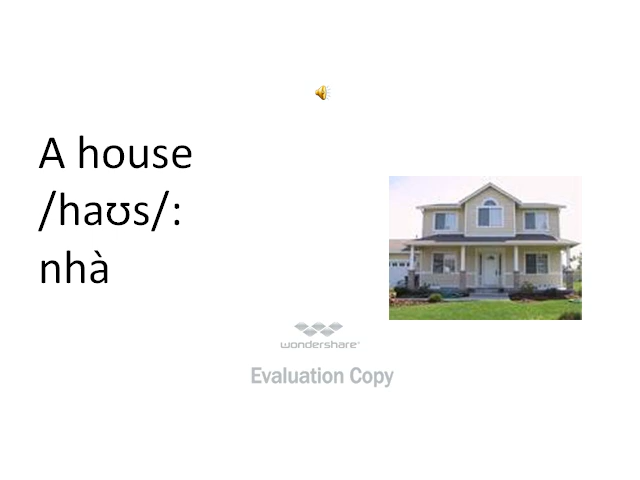 A house
/haʊs/:
nhà
wondershare
Evaluation Copy